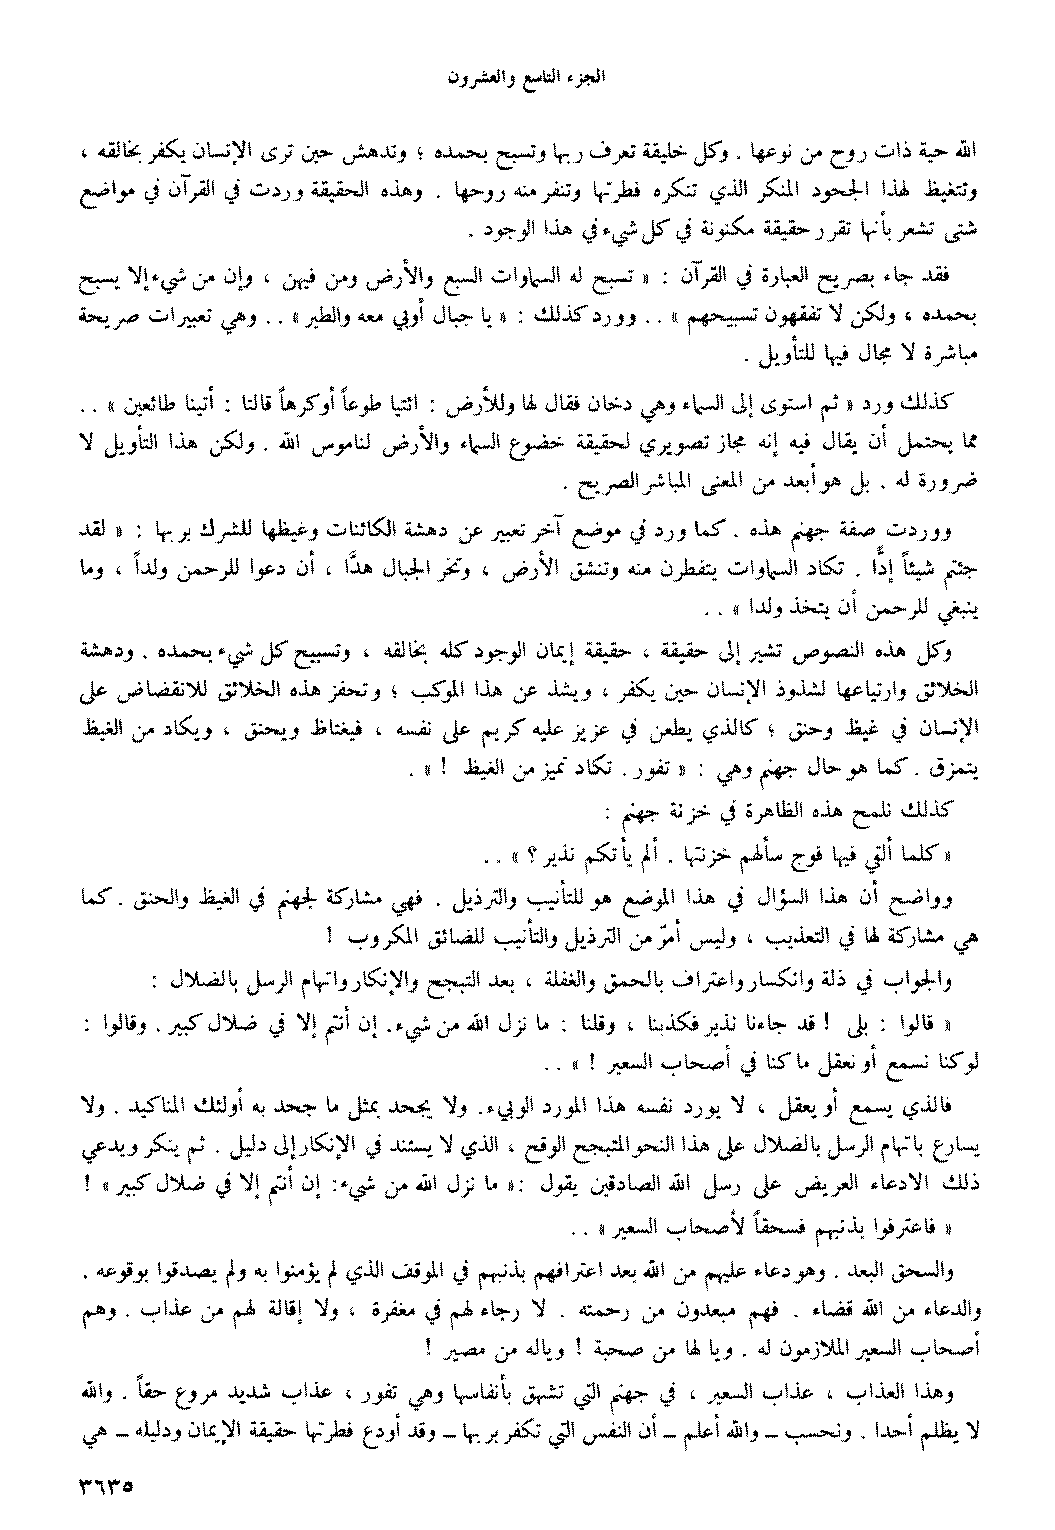 الجزء التاسع والعشرون
الله حية ذات روح من نوعها . وكل خليقة تعرف ربها وتسبح بحمده ؛ وتدهش حين ترى الإنسان يكفر بخالقه ،
وتتغيظ لهذا الجحود المنكر الذي تنكره فطرتها وتنفر منه روحها . وهذه الحقيقة وردت في القرآن في مواضع
شتى تشعر بأنها تقرر حقيقة مكنونة في كل شيء في هذا الوجود .
فقد جاء بصريح العبارة في القرآن : « تسبح له السماوات السبع والأرض ومن فيهن ، وإن من شيء إلا يسبح
بحمده ، ولكن لا تفقهون تسبيحهم » .. وورد كذلك : « يا جبال أوبي معه والطير » .. وهي تعبيرات صريحة
مباشرة لا مجال فيها للتأويل .
كذلك ورد « ثم استوى إلى السماء وهي دخان فقال لها وللأرض : ائتيا طوعاً أو كرهاً قالتا : أتينا طائعين » ..
مما يحتمل أن يقال فيه إنه مجاز تصويري لحقيقة خضوع السماء والأرض لناموس الله . ولكن هذا التأويل لا
ضرورة له . بل هو أبعد من المعنى المباشر الصريح .
ووردت صفة جهنم هذه . كما ورد في موضع آخر تعبير عن دهشة الكائنات وغيظها للشرك بربها : « لقد
جئتم شيئاً إدًّا . تكاد السماوات يتفطرن منه وتنشق الأرض ، وتخر الجبال هدًّا ، أن دعوا للرحمن ولداً ، وما
ينبغي للرحمن أن يتخذ ولدا » ..
وكل هذه النصوص تشير إلى حقيقة ، حقيقة إيمان الوجود كله بخالقه ، وتسبيح كل شيء بحمده . ودهشة
الخلائق وارتياعها لشذوذ الإنسان حين يكفر ، ويشذ عن هذا الموكب ؛ وتحفز هذه الخلائق للانقضاض على
الإنسان في غيظ وحنق ؛ كالذي يطعن في عزيز عليه كريم على نفسه ، فيغتاظ ويحنق ، ويكاد من الغيظ
يتمزق . كما هو حال جهنم وهي : « تفور . تكاد تميز من الغيظ ! » .
كذلك نلمح هذه الظاهرة في خزنة جهنم :
« كلما ألقي فيها فوج سألهم خزنتها . ألم يأتكم نذير ؟ » ..
وواضح أن هذا السؤال في هذا الموضع هو للتأنيب والترذيل . فهي مشاركة لجهنم في الغيظ والحنق . كما
هي مشاركة لها في التعذيب ، وليس أمرّ من الترذيل والتأنيب للضائق المكروب !
والجواب في ذلة وانكسار واعتراف بالحمق والغفلة ، بعد التبجح والإنكار واتهام الرسل بالضلال :
« قالوا : بلى ! قد جاءنا نذير فكذبنا ، وقلنا : ما نزل الله من شيء. إن أنتم إلا في ضلال كبير . وقالوا :
لو كنا نسمع أو نعقل ما كنا في أصحاب السعير ! » ..
فالذي يسمع أو يعقل ، لا يورد نفسه هذا المورد الوبيء. ولا يجحد بمثل ما جحد به أولئك المناكيد . ولا
يسارع باتهام الرسل بالضلال على هذا النحو المتبجح الوقح ، الذي لا يستند في الإنكار إلى دليل . ثم ينكر ويدعي
ذلك الادعاء العريض على رسل الله الصادقين يقول :« ما نزل الله من شيء: إن أنتم إلا في ضلال كبير » !
« فاعترفوا بذنبهم فسحقاً لأصحاب السعير » ..
والسحق البعد . وهو دعاء عليهم من الله بعد اعترافهم بذنبهم في الموقف الذي لم يؤمنوا به ولم يصدقوا بوقوعه .
والدعاء من الله قضاء . فهم مبعدون من رحمته . لا رجاء لهم في مغفرة ، ولا إقالة لهم من عذاب . وهم
أصحاب السعير الملازمون له . ويا لها من صحبة ! وياله من مصير !
وهذا العذاب ، عذاب السعير ، في جهنم التي تشهق بأنفاسها وهي تفور ، عذاب شديد مروع حقاً . والله
لا يظلم أحدا . ونحسب ــ والله أعلم ــ أن النفس التي تكفر بربها ــ وقد أودع فطرتها حقيقة الإيمان ودليله ــ هي
٣٦٣٥